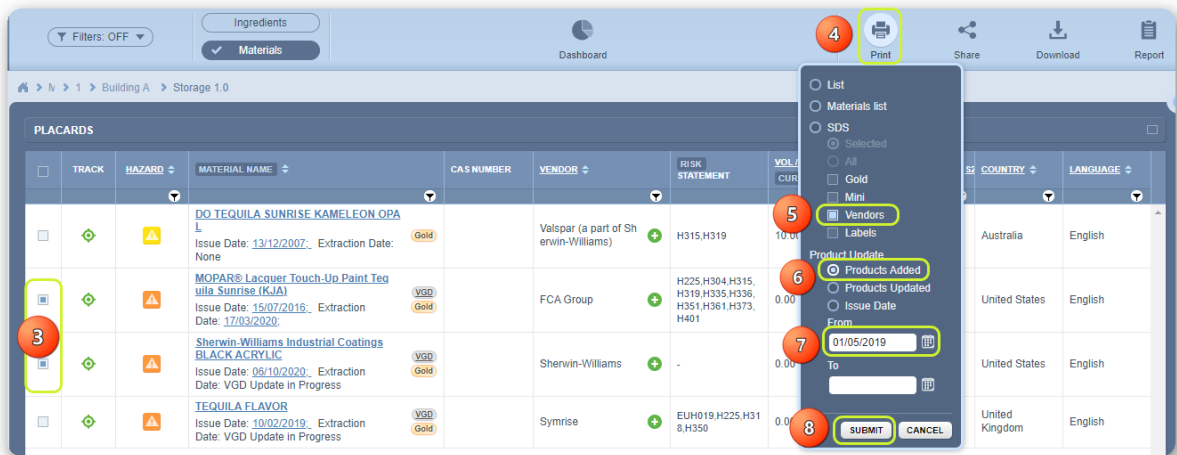 Ingredients
Filters: OFF
Materials
Dashboard
4
Print
Share
Download
Report
1
Building A
Storage 1.0
List
Materials list
SDS
Selected
All
Gold
Mini
5
Vendors
Labels
Product Update
6
Products Added
Products Updated
Issue Date
From
7
01/05/2019
To
8
SUBMIT
CANCEL
PLACARDS
TRACK
HAZARD
MATERIAL NAME
CAS NUMBER
VENDOR
RISK
STATEMENT
VOL /
CUR
COUNTRY
LANGUAGE
DO TEQUILA SUNRISE KAMELEON OPA
L
Issue Date: 13/12/2007; Extraction Date:
None
Gold
Valspar (a part of Sh
erwin-Williams)
H315,H319
10.00
Australia
English
3
MOPAR® Lacquer Touch-Up Paint Teq
uila Sunrise (KJA)
Issue Date: 15/07/2016; Extraction
Date: 17/03/2020;
VGD
Gold
FCA Group
H225,H304,H315,
H319,H335,H336,
H351,H361,H373,
H401
0.00
United States
English
Sherwin-Williams Industrial Coatings
BLACK ACRYLIC
Issue Date: 06/10/2020; Extraction
Date: VGD Update in Progress
VGD
Gold
Sherwin-Williams
-
0.00
United States
English
TEQUILA FLAVOR
Issue Date: 10/02/2019; Extraction
Date: VGD Update in Progress
VGD
Gold
Symrise
EUH019,H225,H31
8,H350
United
Kingdom
English